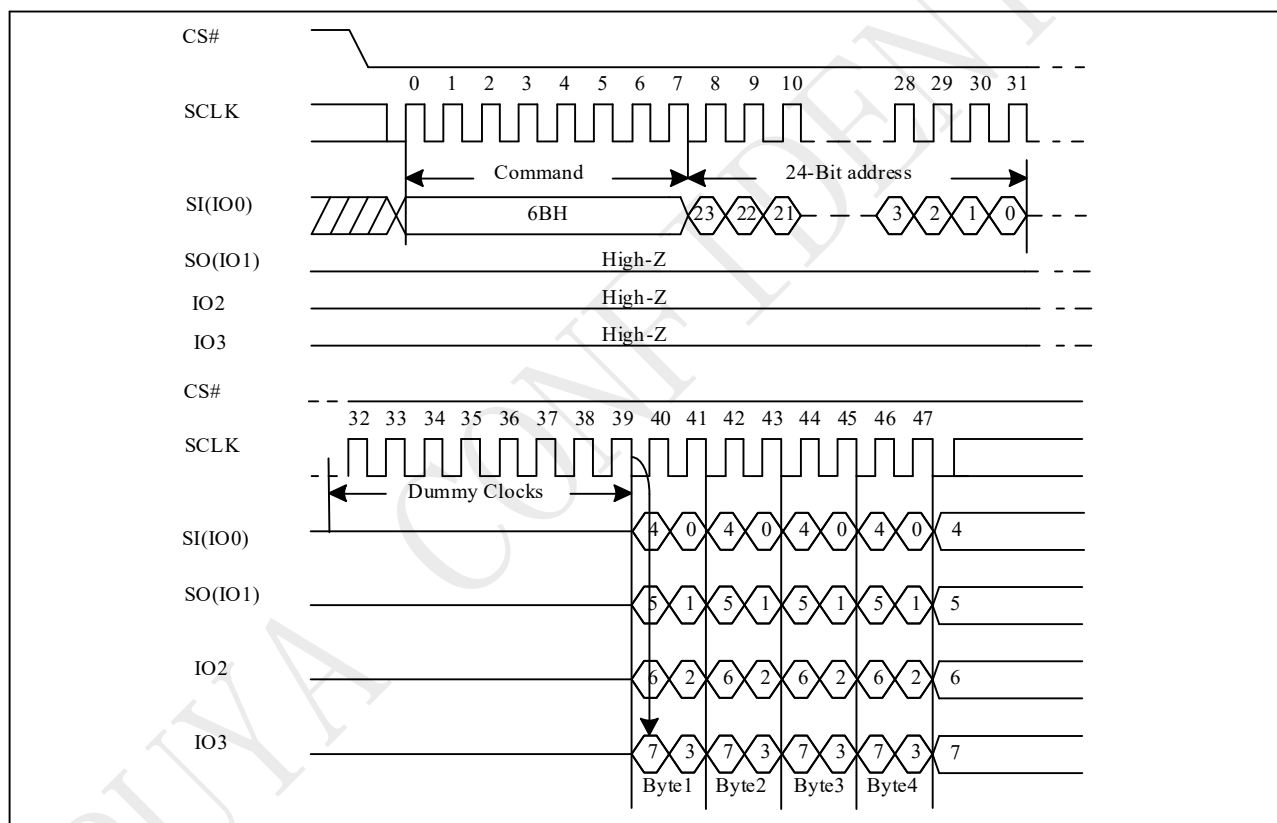 CS#
0 1 2 3 4 5 6 7 8 9 10 28 29 30 31
SCLK
Command 24-Bit address
SI(IO0) 6BH 23 22 21 3 2 1 0
SO(IO1) High-Z
IO2 High-Z
IO3 High-Z
CS#
32 33 34 35 36 37 38 39 40 41 42 43 44 45 46 47
SCLK
Dummy Clocks
SI(IO0) 4 0 4 0 4 0 4 0 4
SO(IO1) 5 1 5 1 5 1 5 1 5
IO2 6 2 6 2 6 2 6 2 6
IO3 7 3 7 3 7 3 7 3 7
Byte1 Byte2 Byte3 Byte4
PUYA CONFIDENT